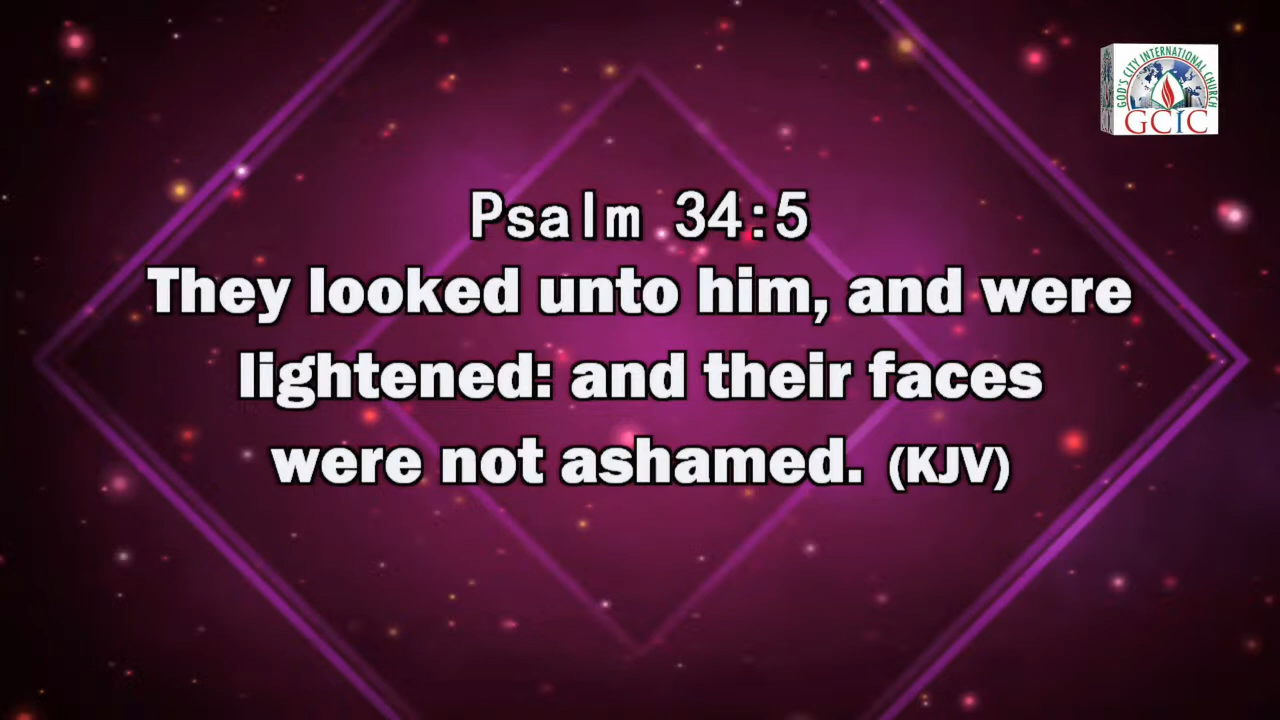 GOD'S CITY INTERNATIONAL CHURCH
GCIC
Psalm 34:5
They looked unto him, and were
lightened: and their faces
were not ashamed. (KJV)